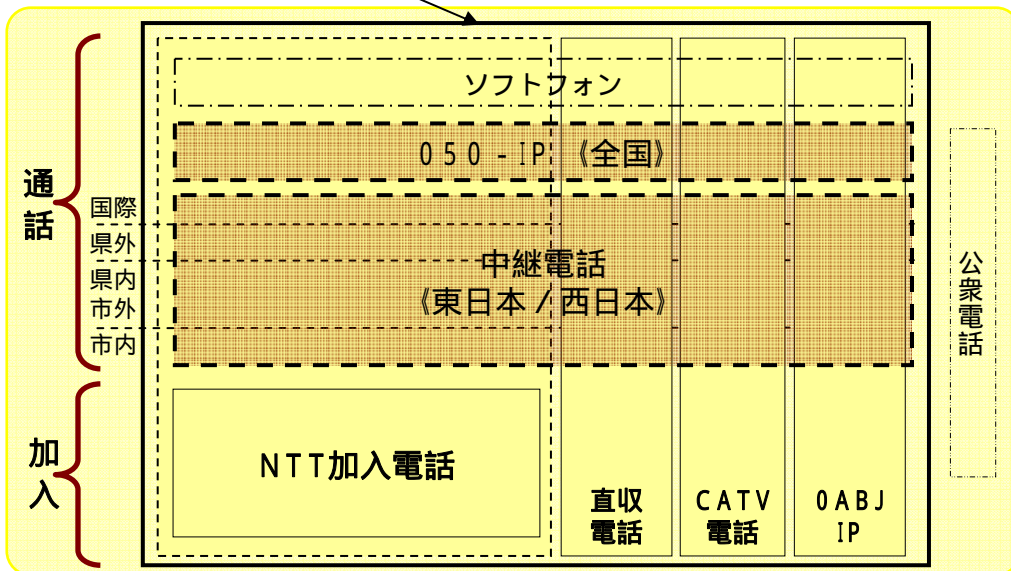 ソフトフォン
050-IP 《全国》
通話
国際
県外
県内
市外
市内
中継電話
《東日本/西日本》
公衆電話
加入
NTT加入電話
直収
電話
CATV
電話
0ABJ
IP